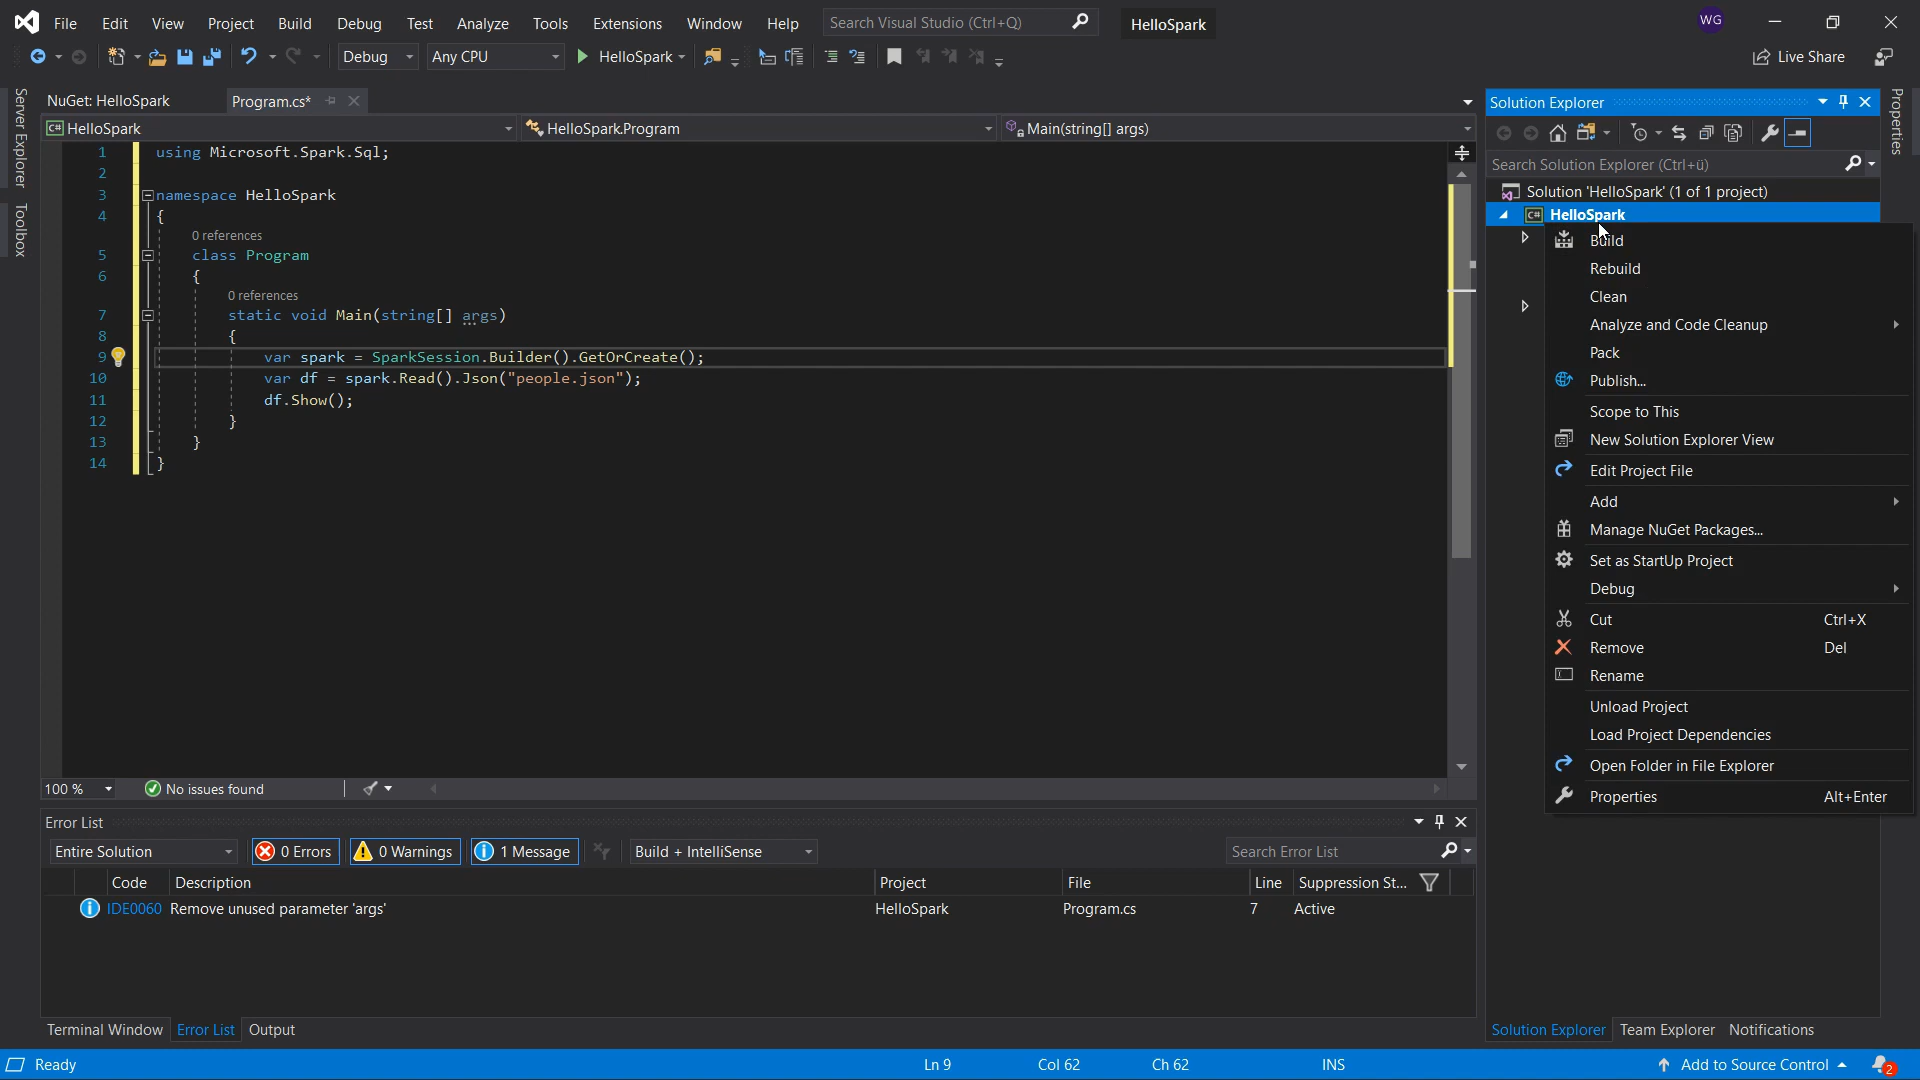 File Edit View Project Build Debug Test Analyze Tools Extensions Window Help Search Visual Studio (Ctrl+Q) HelloSpark WG
Debug Any CPU HelloSpark Live Share
Server Explorer
Toolbox
NuGet: HelloSpark Program.cs*
C# HelloSpark HelloSpark.Program Main(string[] args)
1 using Microsoft.Spark.Sql;
2
3 namespace HelloSpark
4 {
0 references
5 class Program
6 {
0 references
7 static void Main(string[] args)
8 {
9 var spark = SparkSession.Builder().GetOrCreate();
10 var df = spark.Read().Json("people.json");
11 df.Show();
12 }
13 }
14 }
100 % No issues found
Error List
Entire Solution 0 Errors 0 Warnings 1 Message Build + IntelliSense Search Error List
Code Description Project File Line Suppression St...
IDE0060 Remove unused parameter 'args' HelloSpark Program.cs 7 Active
Terminal Window Error List Output
Solution Explorer
Properties
Search Solution Explorer (Ctrl+ü)
Solution 'HelloSpark' (1 of 1 project)
C# HelloSpark
Build
Rebuild
Clean
Analyze and Code Cleanup
Pack
Publish...
Scope to This
New Solution Explorer View
Edit Project File
Add
Manage NuGet Packages...
Set as StartUp Project
Debug
Cut Ctrl+X
Remove Del
Rename
Unload Project
Load Project Dependencies
Open Folder in File Explorer
Properties Alt+Enter
Solution Explorer Team Explorer Notifications
Ready Ln 9 Col 62 Ch 62 INS Add to Source Control 2